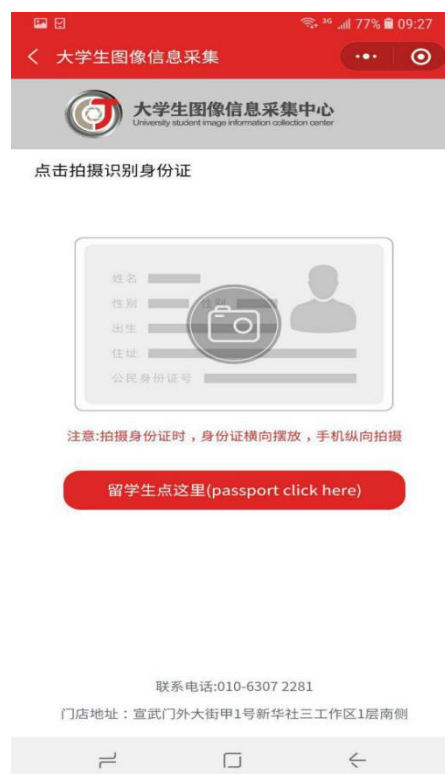 3G 77% 09:27
大学生图像信息采集
大学生图像信息采集中心
University student image information collection center
点击拍摄识别身份证
姓名
性别 性别
出生
住址
公民身份证号
注意:拍摄身份证时，身份证横向摆放，手机纵向拍摄
留学生点这里(passport click here)
联系电话:010-6307 2281
门店地址：宣武门外大街甲1号新华社三工作区1层南侧